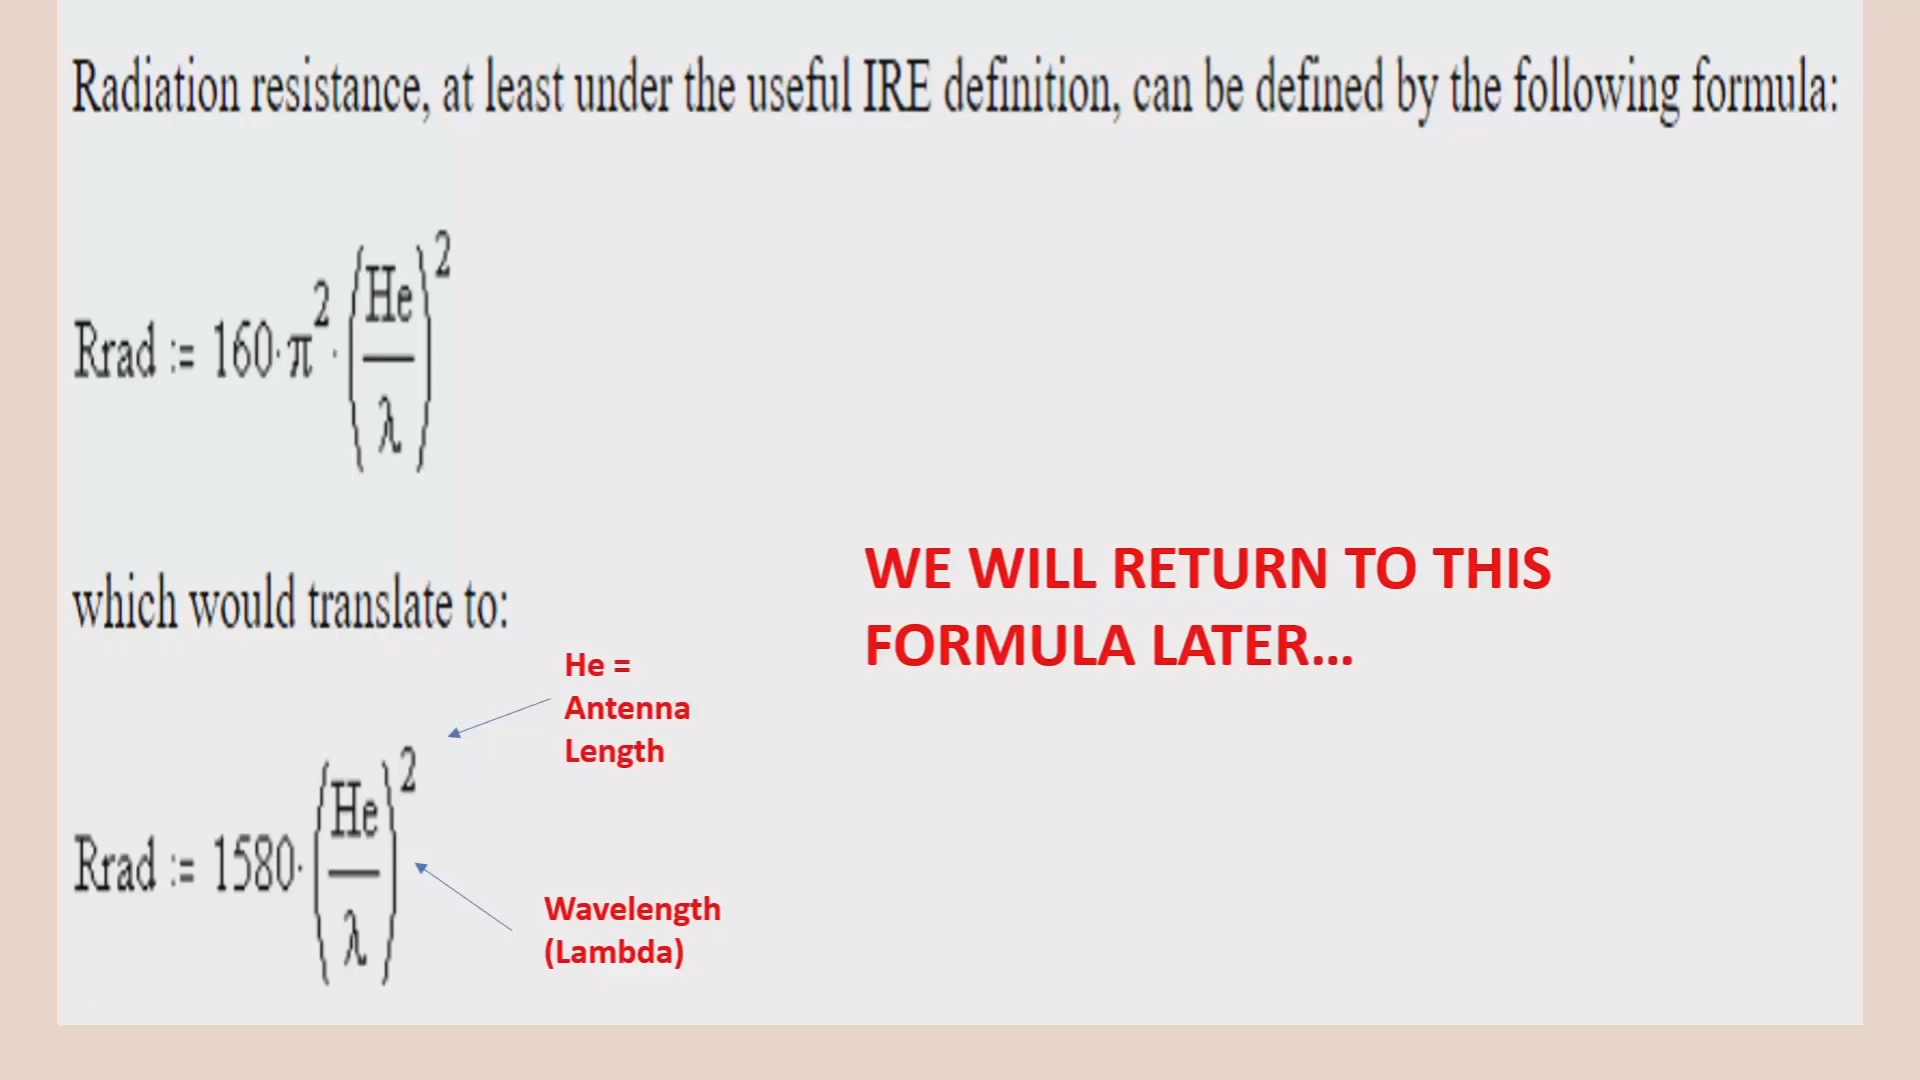 Radiation resistance, at least under the useful IRE definition, can be defined by the following formula:
Rrad := 160·π²·(He/λ)²
which would translate to:
He =
Antenna
Length
WE WILL RETURN TO THIS
FORMULA LATER...
Rrad := 1580·(He/λ)²
Wavelength
(Lambda)